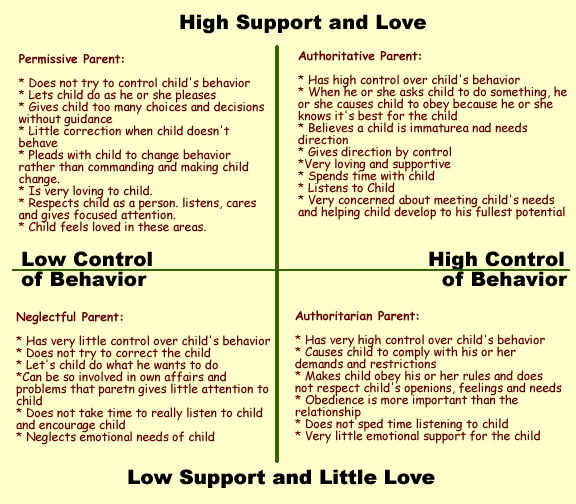 High Support and Love
Permissive Parent:
* Does not try to control child's behavior
* Lets child do as he or she pleases
* Gives child too many choices and decisions
without guidance
* Little correction when child doesn't
behave
* Pleads with child to change behavior
rather than commanding and making child
change.
* Is very loving to child.
* Respects child as a person. listens, cares
and gives focused attention.
* Child feels loved in these areas.
Authoritative Parent:
* Has high control over child's behavior
* When he or she asks child to do something, he
or she causes child to obey because he or she
knows it's best for the child
* Believes a child is immaturea nad needs
direction
* Gives direction by control
*Very loving and supportive
* Spends time with child
* Listens to Child
* Very concerned about meeting child's needs
and helping child develop to his fullest potential
Low Control
of Behavior
High Control
of Behavior
Neglectful Parent:
* Has very little control over child's behavior
* Does not try to correct the child
* Let's child do what he wants to do
*Can be so involved in own affairs and
problems that paretn gives little attention to
child
* Does not take time to really listen to child
and encourage child
* Neglects emotional needs of child
Authoritarian Parent:
* Has very high control over child's behavior
* Causes child to comply with his or her
demands and restrictions
* Makes child obey his or her rules and does
not respect child's openions, feelings and needs
* Obedience is more important than the
relationship
* Does not sped time listening to child
* Very little emotional support for the child
Low Support and Little Love